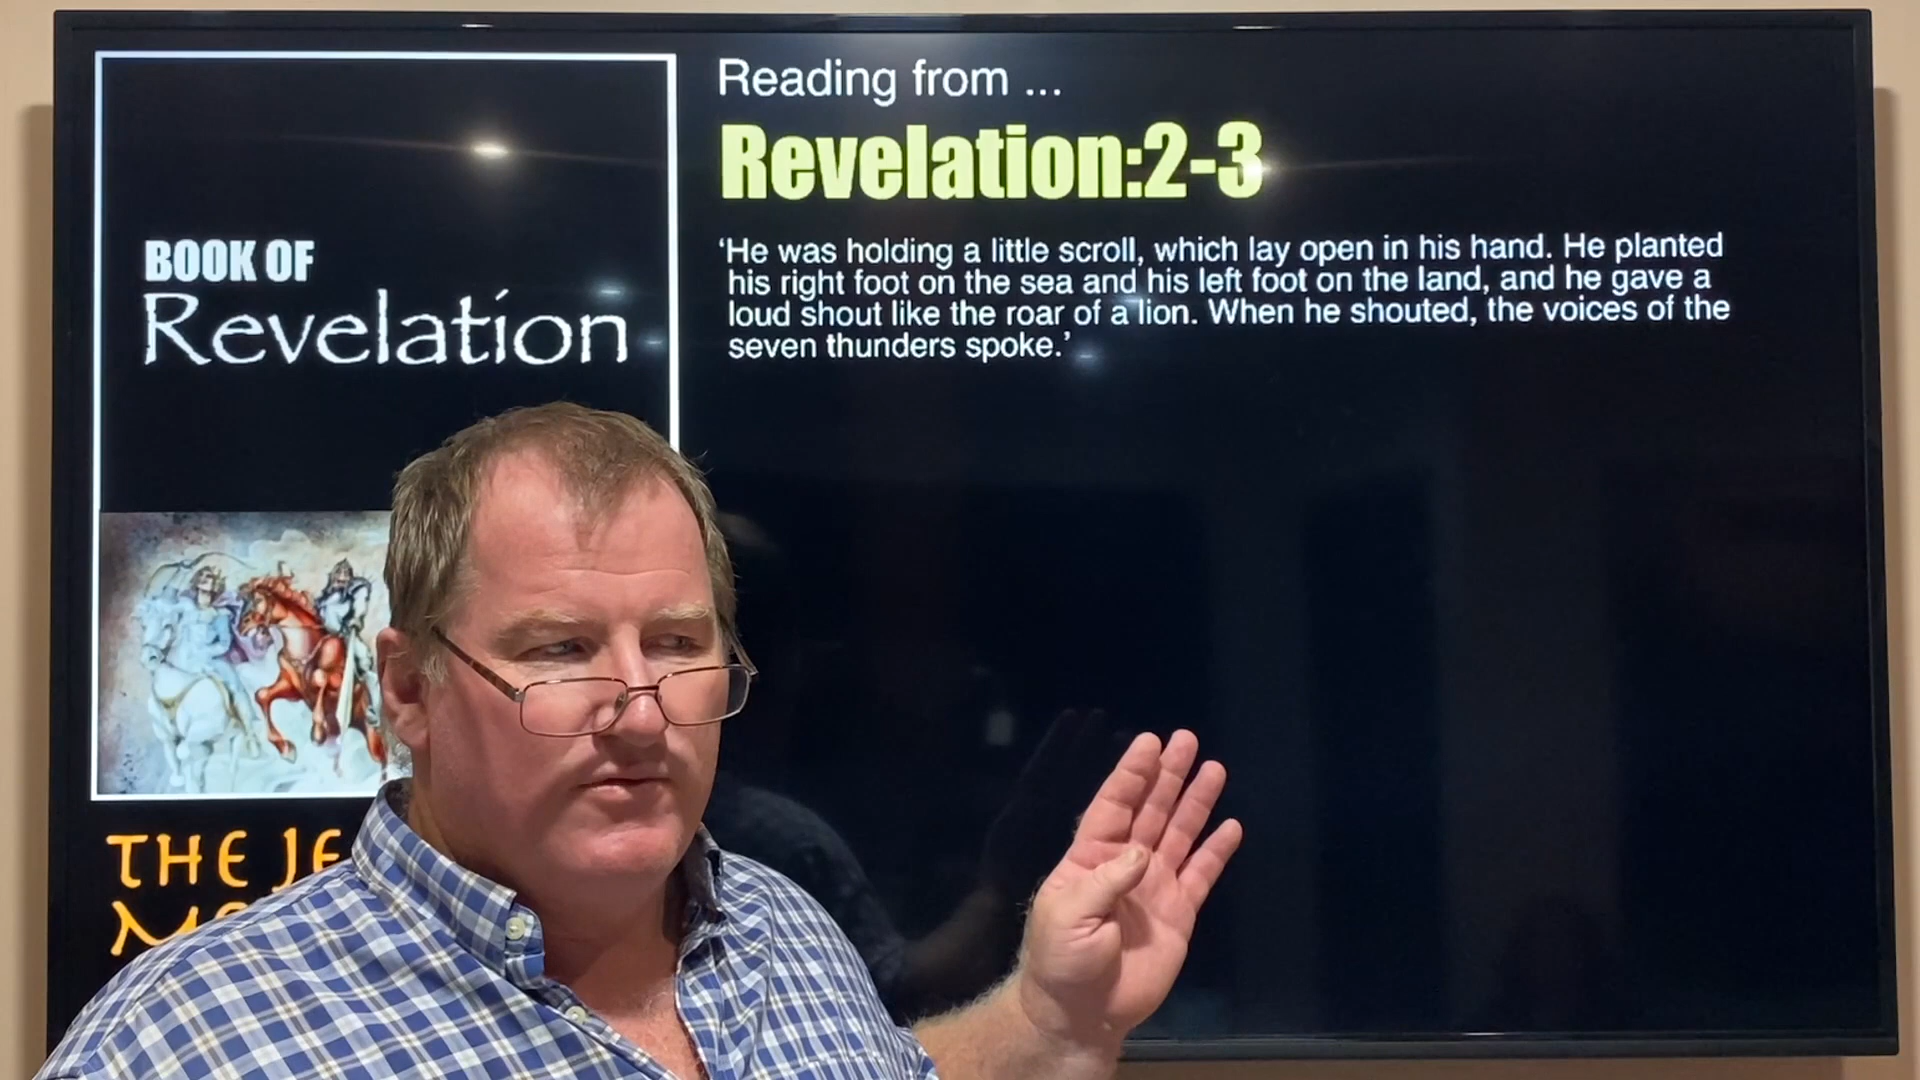 BOOK OF
Revelation
THE JE
Reading from ...
Revelation:2-3
‘He was holding a little scroll, which lay open in his hand. He planted
his right foot on the sea and his left foot on the land, and he gave a
loud shout like the roar of a lion. When he shouted, the voices of the
seven thunders spoke.’